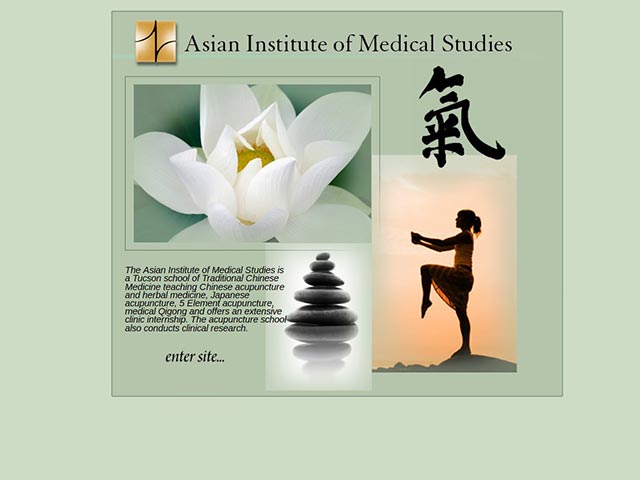 Asian Institute of Medical Studies
氣
The Asian Institute of Medical Studies is
a Tucson school of Traditional Chinese
Medicine teaching Chinese acupuncture
and herbal medicine, Japanese
acupuncture, 5 Element acupuncture,
medical Qigong and offers an extensive
clinic internship. The acupuncture school
also conducts clinical research.
enter site...